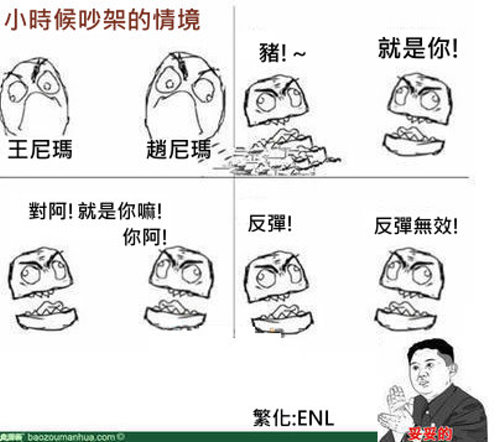 小時候吵架的情境
王尼瑪
趙尼瑪
豬!~
就是你!
對阿!就是你嘛!
你阿!
反彈!
反彈無效!
繁化:ENL
妥妥的
baozoumanhua.com ©